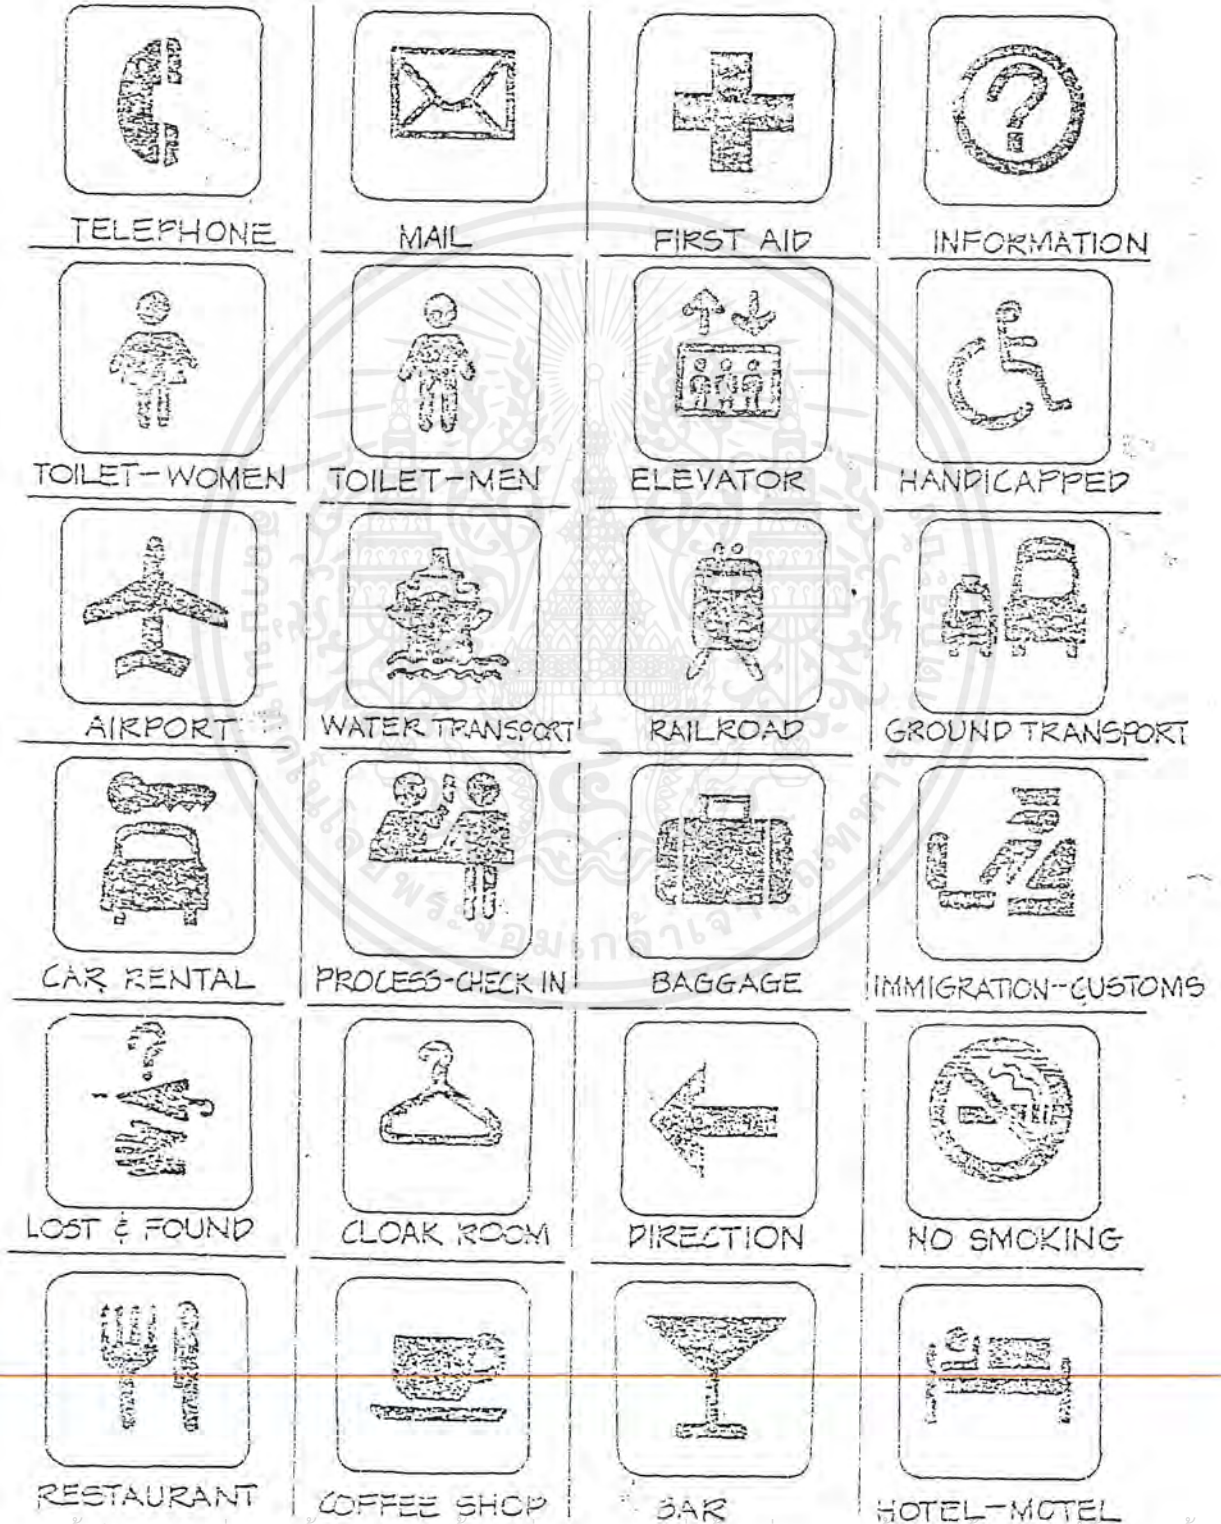 TELEPHONE MAIL FIRST AID INFORMATION
TOILET-WOMEN TOILET-MEN ELEVATOR HANDICAPPED
AIRPORT WATER TRANSPORT RAILROAD GROUND TRANSPORT
CAR RENTAL PROCESS-CHECK IN BAGGAGE IMMIGRATION-CUSTOMS
LOST & FOUND CLOAK ROOM DIRECTION NO SMOKING
RESTAURANT COFFEE SHOP BAR HOTEL-MOTEL